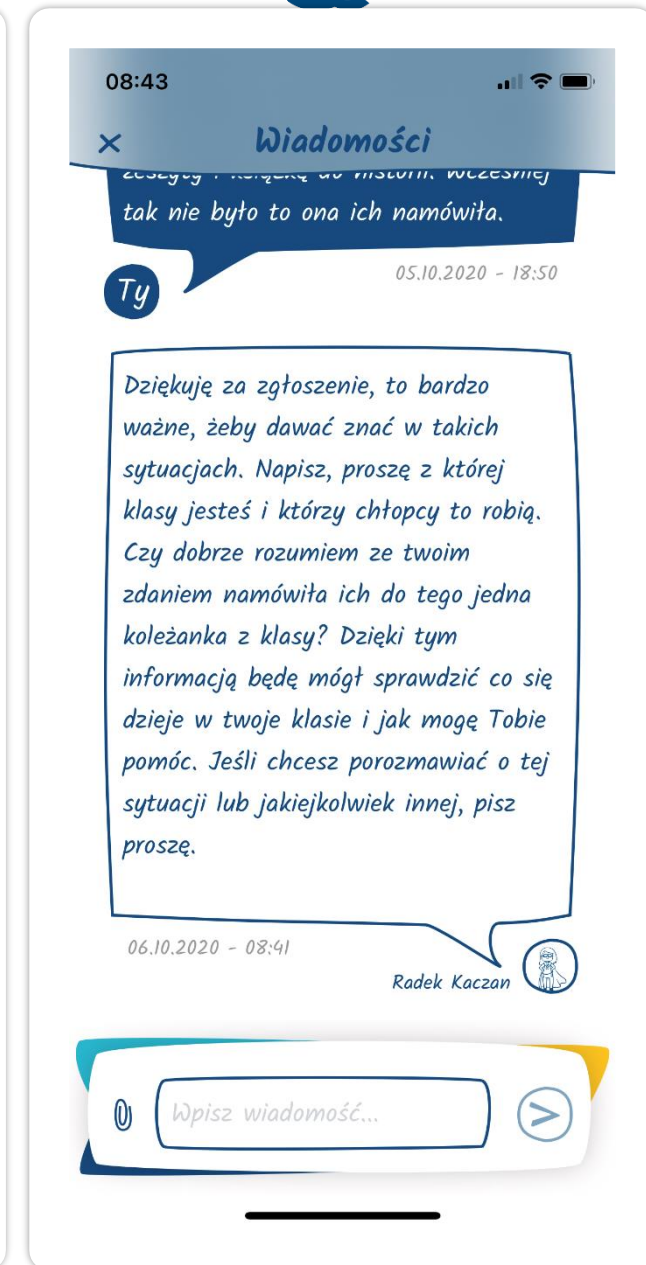 08:43
Wiadomości
tak nie było to ona ich namówiła.
05.10.2020 - 18:50
Ty
Dziękuję za zgłoszenie, to bardzo
ważne, żeby dawać znać w takich
sytuacjach. Napisz, proszę z której
klasy jesteś i którzy chłopcy to robią.
Czy dobrze rozumiem ze twoim
zdaniem namówiła ich do tego jedna
koleżanka z klasy? Dzięki tym
informacją będę mógł sprawdzić co się
dzieje w twoje klasie i jak mogę Tobie
pomóc. Jeśli chcesz porozmawiać o tej
sytuacji lub jakiejkolwiek innej, pisz
proszę.
06.10.2020 - 08:41
Radek Kaczan
Wpisz wiadomość...